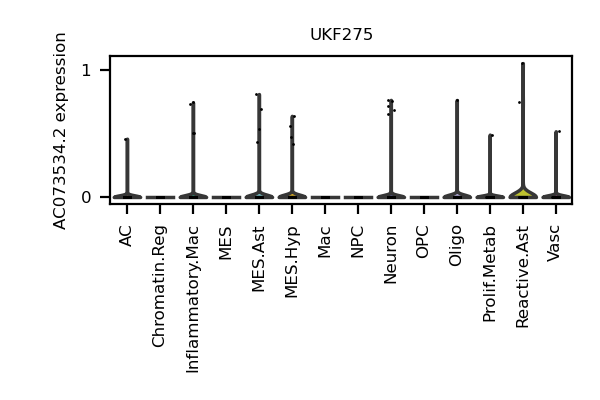 UKF275
AC073534.2 expression
1
0
AC
Chromatin.Reg
Inflammatory.Mac
MES
MES.Ast
MES.Hyp
Mac
NPC
Neuron
OPC
Oligo
Prolif.Metab
Reactive.Ast
Vasc